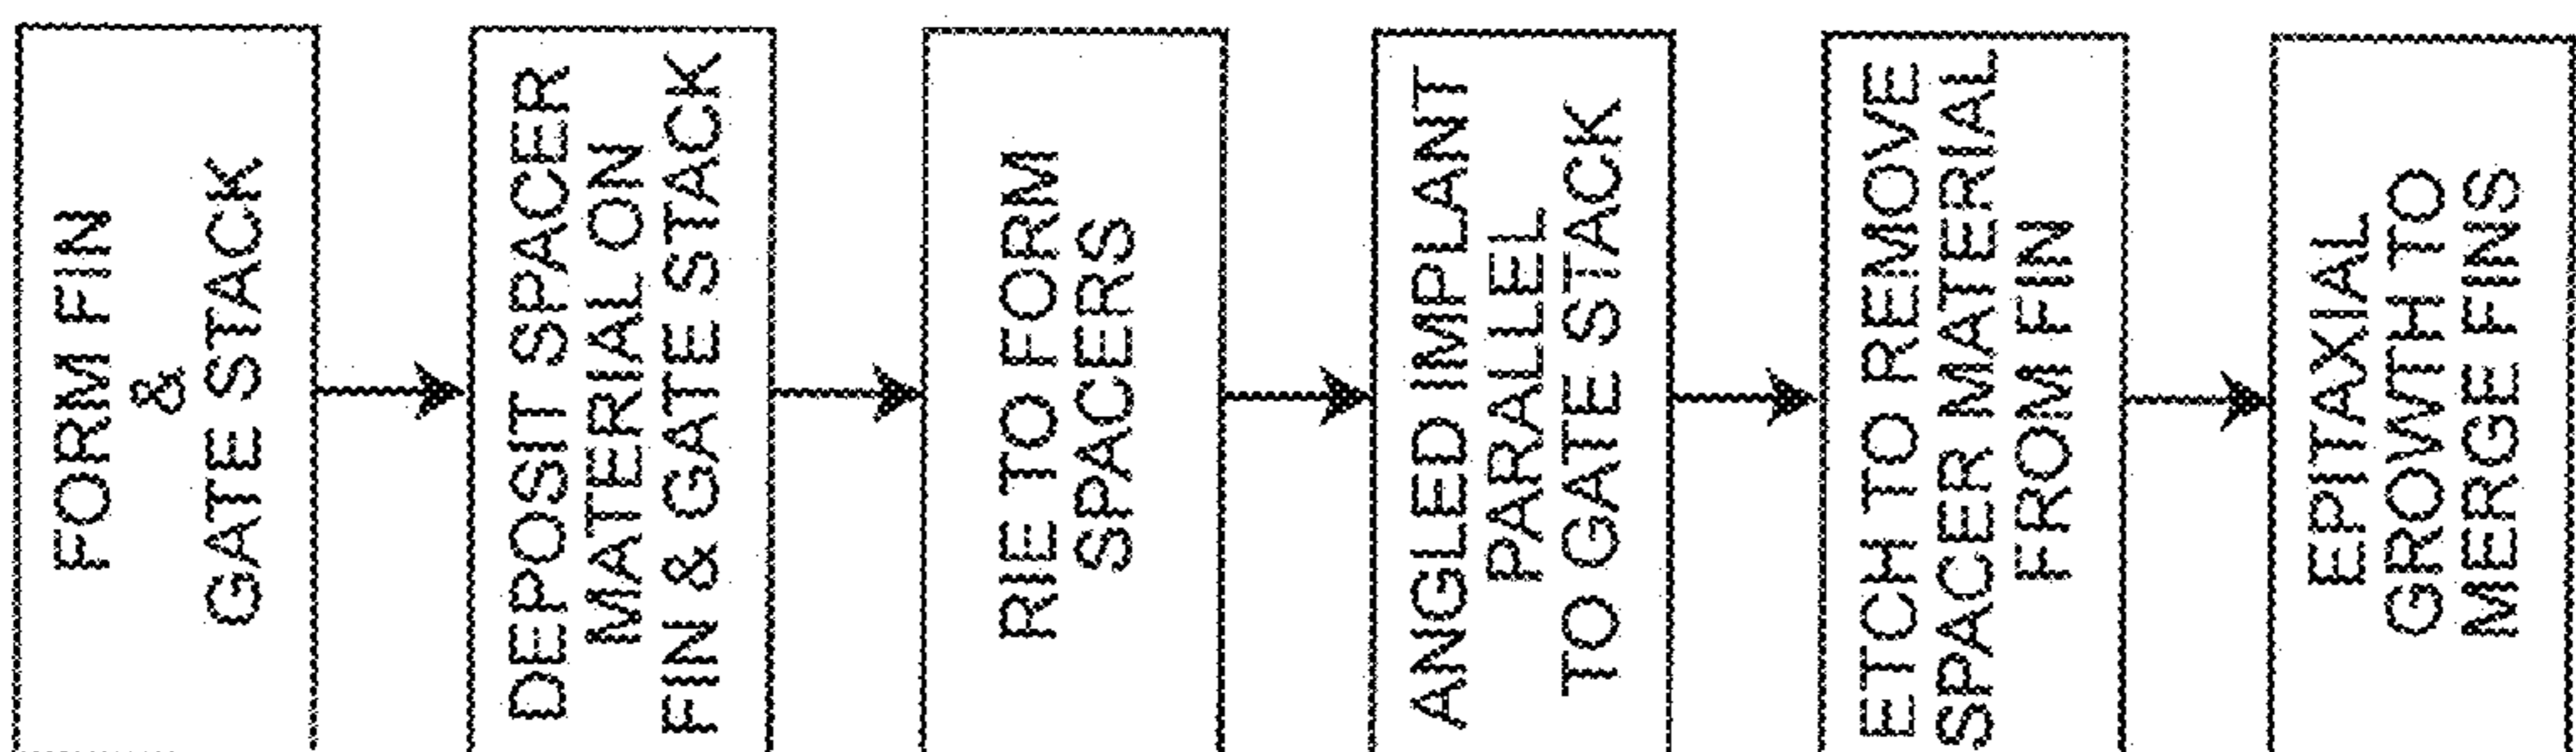 FORM FIN
&
GATE STACK
DEPOSIT SPACER
MATERIAL ON
FIN & GATE STACK
RIE TO FORM
SPACERS
ANGLED IMPLANT
PARALLEL
TO GATE STACK
ETCH TO REMOVE
SPACER MATERIAL
FROM FIN
EPITAXIAL
GROWTH TO
MERGE FINS